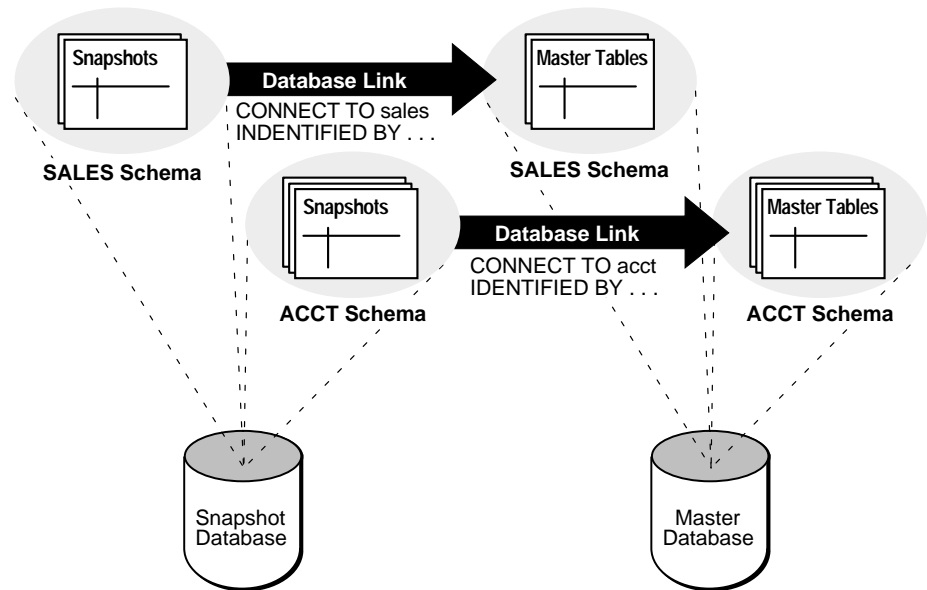 Snapshots
Master Tables
Database Link
CONNECT TO sales
INDENTIFIED BY . . .
SALES Schema
SALES Schema
Snapshots
Master Tables
Database Link
CONNECT TO acct
IDENTIFIED BY . . .
ACCT Schema
ACCT Schema
Snapshot
Database
Master
Database